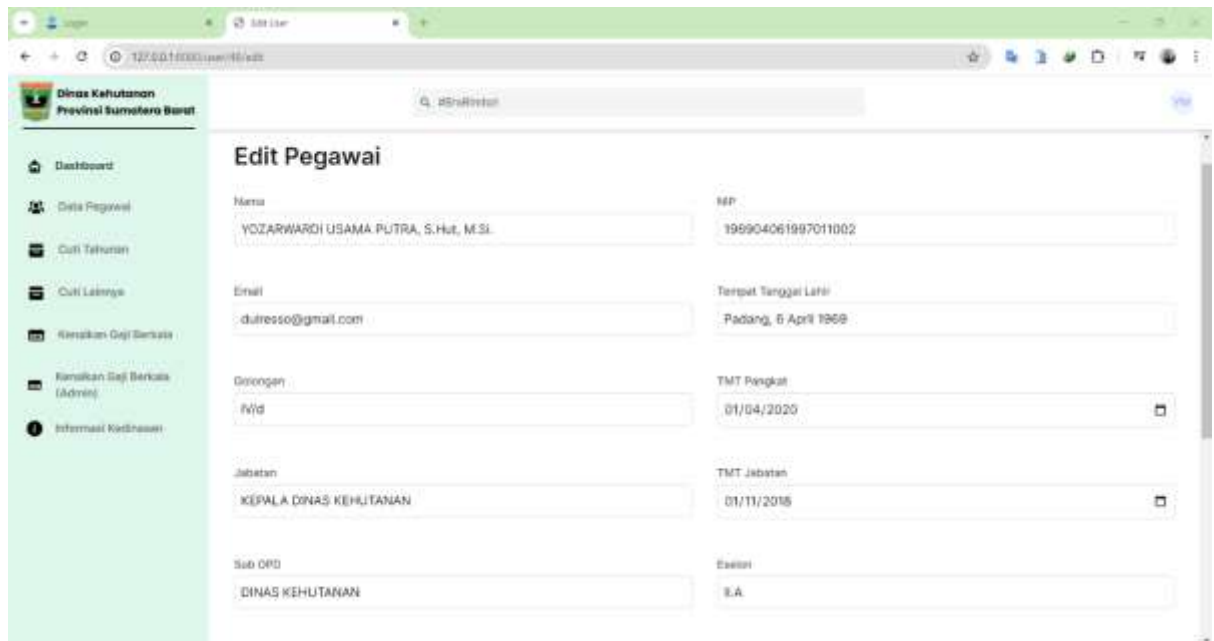 Login
Edit User
127.0.0.1:8000/user/48/edit
Dinas Kehutanan
Provinsi Sumatera Barat
Dashboard
Data Pegawai
Cuti Tahunan
Cuti Lainnya
Kenaikan Gaji Berkala
Kenaikan Gaji Berkala
(Admin)
Informasi Kedinasan
Edit Pegawai
Nama
NIP
YOZARWARDI USAMA PUTRA, S.Hut, M.Si.
196904061997011002
Email
Tempat Tanggal Lahir
dutresso@gmail.com
Padang, 6 April 1969
Golongan
TMT Pangkat
IV/d
01/04/2020
Jabatan
TMT Jabatan
KEPALA DINAS KEHUTANAN
01/11/2018
Sub OPD
Eselon
DINAS KEHUTANAN
II.A